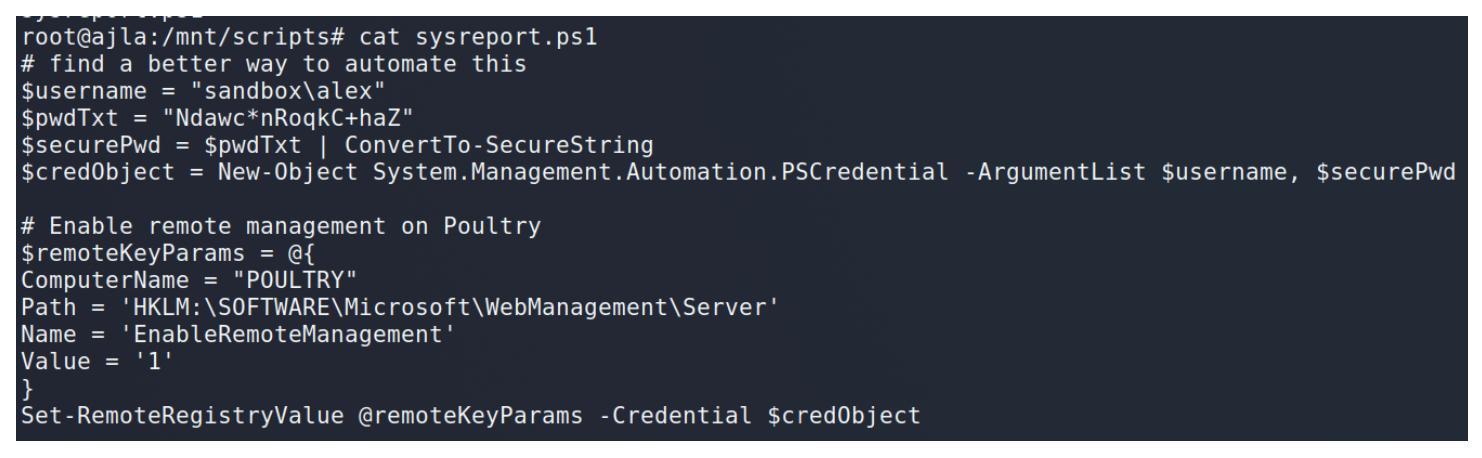 root@ajla:/mnt/scripts# cat sysreport.ps1
# find a better way to automate this
$username = "sandbox\alex"
$pwdTxt = "Ndawc*nRoqkC+haZ"
$securePwd = $pwdTxt | ConvertTo-SecureString
$credObject = New-Object System.Management.Automation.PSCredential -ArgumentList $username, $securePwd

# Enable remote management on Poultry
$remoteKeyParams = @{
ComputerName = "POULTRY"
Path = 'HKLM:\SOFTWARE\Microsoft\WebManagement\Server'
Name = 'EnableRemoteManagement'
Value = '1'
}
Set-RemoteRegistryValue @remoteKeyParams -Credential $credObject